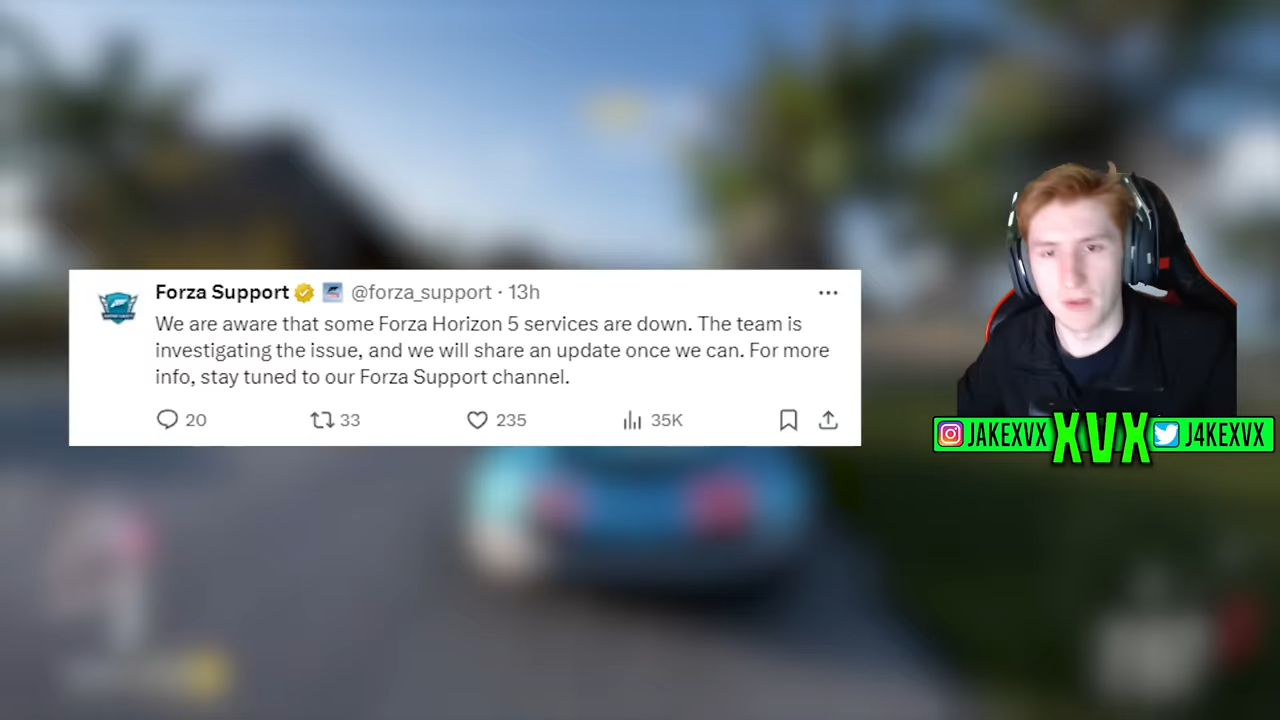 Forza Support @forza_support · 13h
We are aware that some Forza Horizon 5 services are down. The team is
investigating the issue, and we will share an update once we can. For more
info, stay tuned to our Forza Support channel.
20 33 235 35K
JAKEXVX XVX J4KEXVX